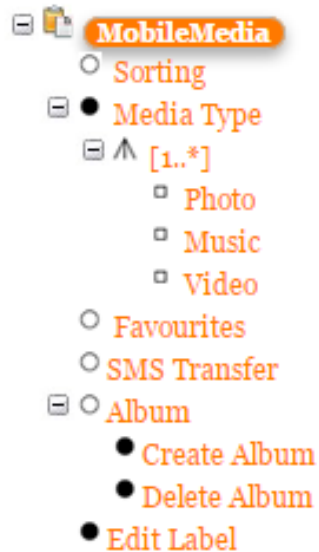 MobileMedia
Sorting
Media Type
[1..*]
Photo
Music
Video
Favourites
SMS Transfer
Album
Create Album
Delete Album
Edit Label